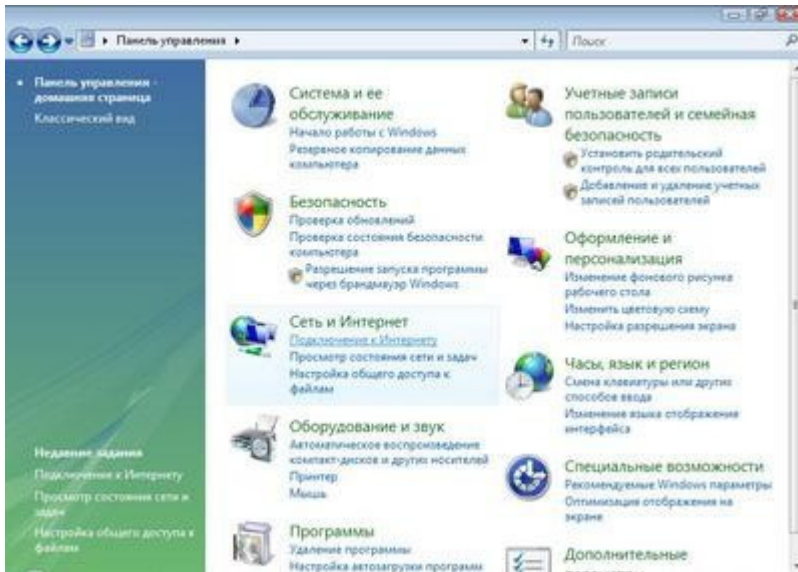 Панель управления
Поиск
Панель управления -
домашняя страница
Классический вид
Система и ее
обслуживание
Начало работы с Windows
Резервное копирование данных
компьютера
Безопасность
Проверка обновлений
Проверка состояния безопасности
компьютера
Разрешение запуска программы
через брандмауэр Windows
Сеть и Интернет
Подключение к Интернету
Просмотр состояния сети и задач
Настройка общего доступа к
файлам
Оборудование и звук
Автоматическое воспроизведение
компакт-дисков и других носителей
Принтер
Мышь
Программы
Удаление программы
Настройка автозагрузки программ
Учетные записи
пользователей и семейная
безопасность
Установить родительский
контроль для всех пользователей
Добавление и удаление учетных
записей пользователей
Оформление и
персонализация
Изменение фонового рисунка
рабочего стола
Изменить цветовую схему
Настройка разрешения экрана
Часы, язык и регион
Смена клавиатуры или других
способов ввода
Изменение языка отображения
интерфейса
Специальные возможности
Рекомендуемые Windows параметры
Оптимизация отображения на
экране
Дополнительные
Недавние задания
Подключение к Интернету
Просмотр состояния сети и
задач
Настройка общего доступа к
файлам